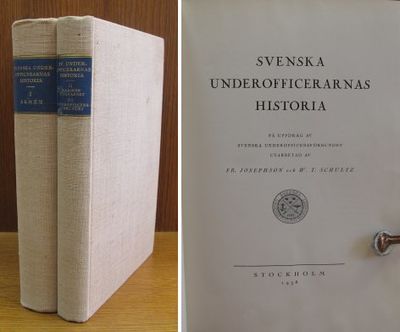 SVENSKA UNDER-
OFFICERARNAS
HISTORIA
I
ARMÉN
SV. UNDER-
OFFICERARNAS
HISTORIA
II
SVENSKA
UNDEROFFICERARNAS
HISTORIA
PÅ UPPDRAG AV
SVENSKA UNDEROFFICERSFÖRBUNDET
UTARBETAD AV
FR. JOSEPHSON och W. T. SCHULTZ
STOCKHOLM
1938